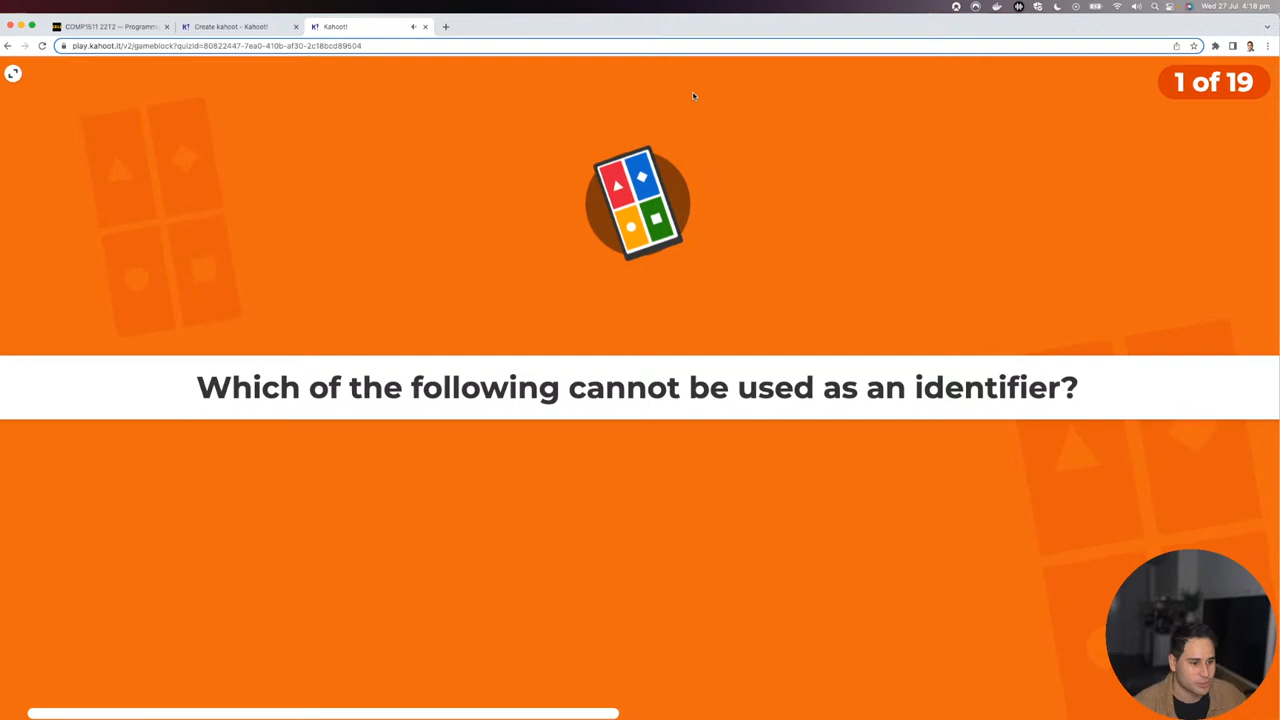 Wed 27 Jul 4:18 pm
COMP1511 22T2 — Programm
Create kahoot - Kahoot!
Kahoot!
play.kahoot.it/v2/gameblock?quizId=80822447-7ea0-410b-af30-2c18bcd89504
1 of 19
Which of the following cannot be used as an identifier?